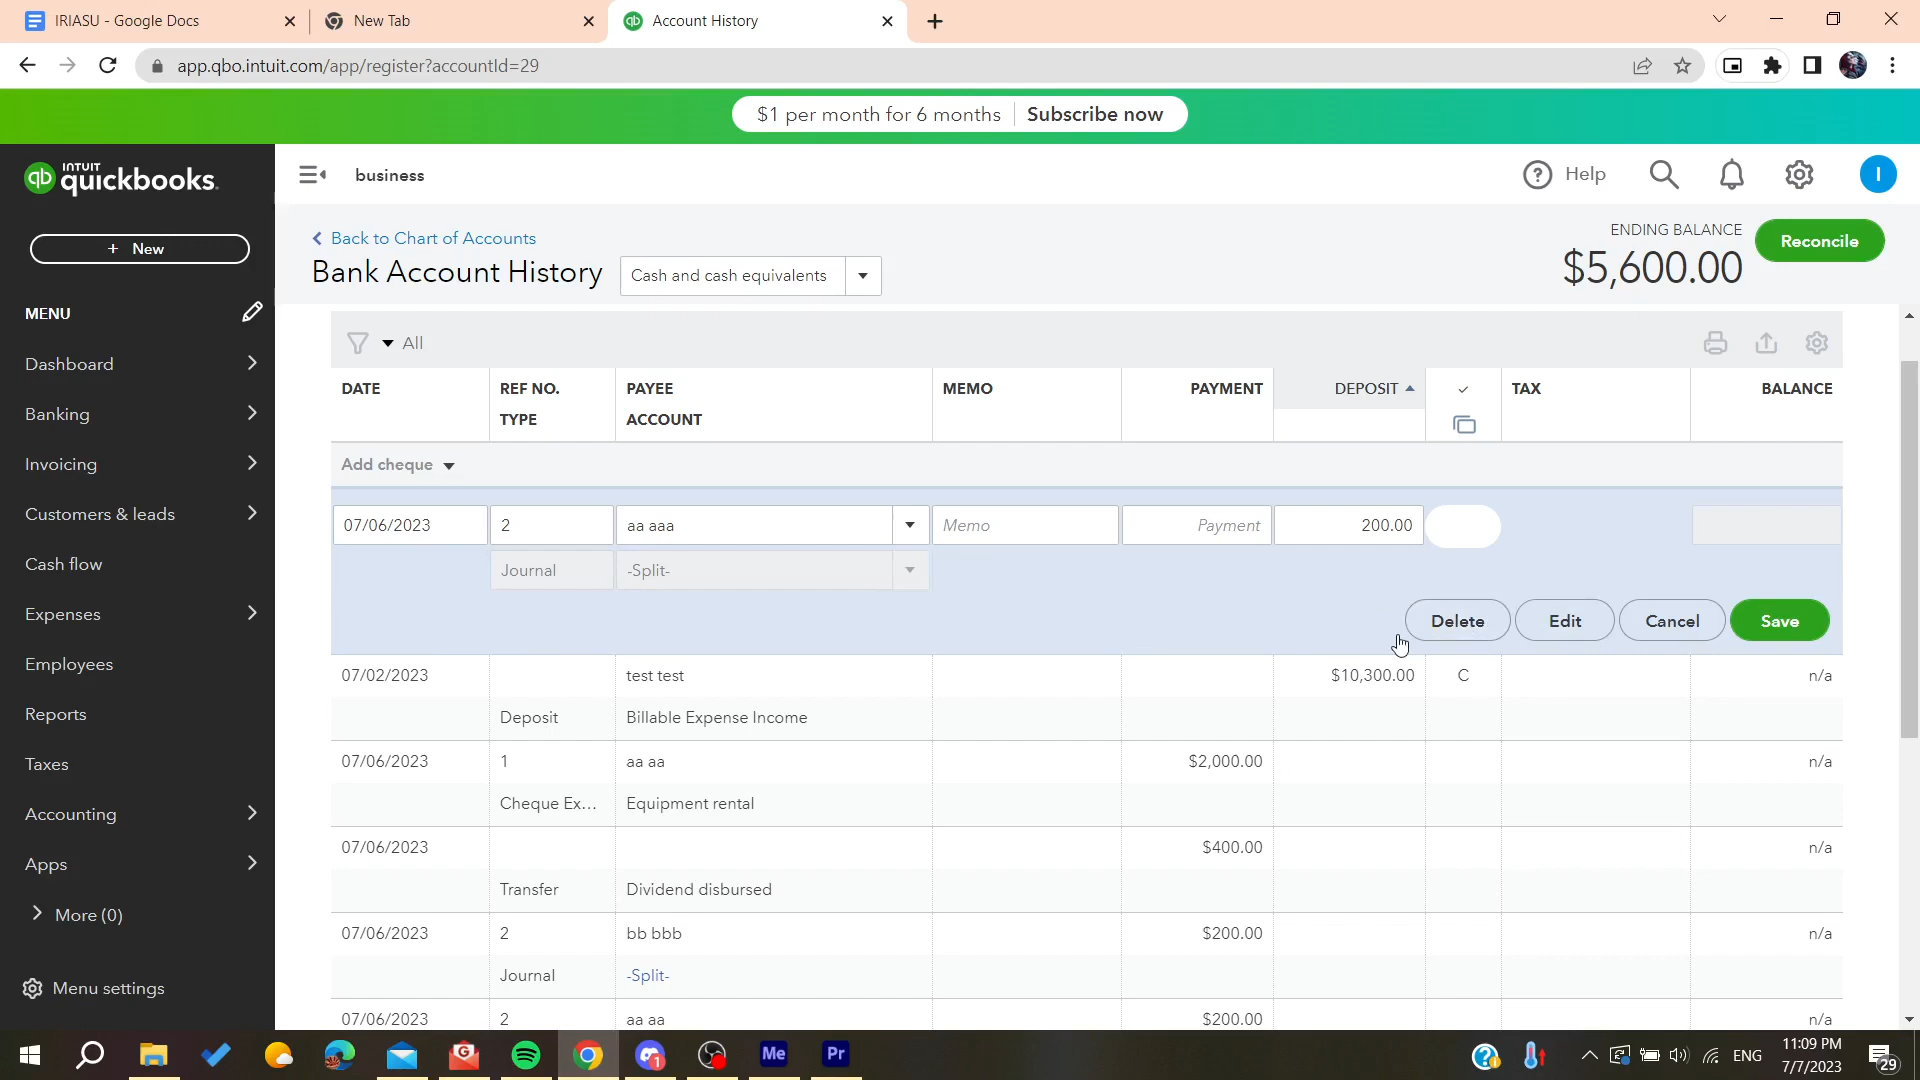 IRIASU - Google Docs
New Tab
Account History
app.qbo.intuit.com/app/register?accountId=29
$1 per month for 6 months Subscribe now
qb INTUIT quickbooks.
business
Help
I
+ New
Back to Chart of Accounts
Bank Account History
Cash and cash equivalents
ENDING BALANCE
$5,600.00
Reconcile
MENU
Dashboard
Banking
Invoicing
Customers & leads
Cash flow
Expenses
Employees
Reports
Taxes
Accounting
Apps
More (0)
Menu settings
All
DATE REF NO. PAYEE MEMO PAYMENT DEPOSIT ✓ TAX BALANCE
TYPE ACCOUNT
Add cheque
07/06/2023 2 aa aaa Memo Payment 200.00
Journal -Split-
Delete Edit Cancel Save
07/02/2023 test test $10,300.00 C n/a
Deposit Billable Expense Income
07/06/2023 1 aa aa $2,000.00 n/a
Cheque Ex... Equipment rental
07/06/2023 $400.00 n/a
Transfer Dividend disbursed
07/06/2023 2 bb bbb $200.00 n/a
Journal -Split-
07/06/2023 2 aa aa $200.00 n/a
G
1
Me
Pr
ENG
11:09 PM
7/7/2023
29